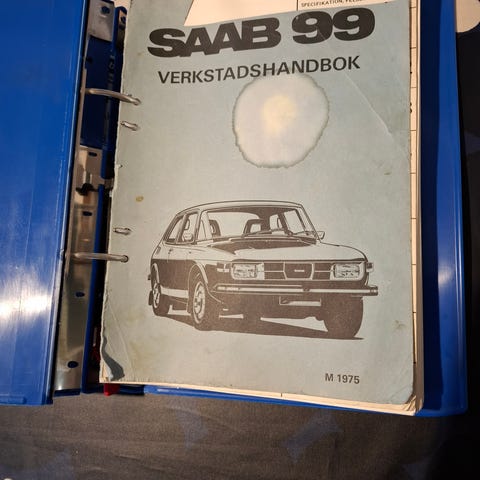 SPECIFIKATION,
SAAB 99
VERKSTADSHANDBOK
M 1975